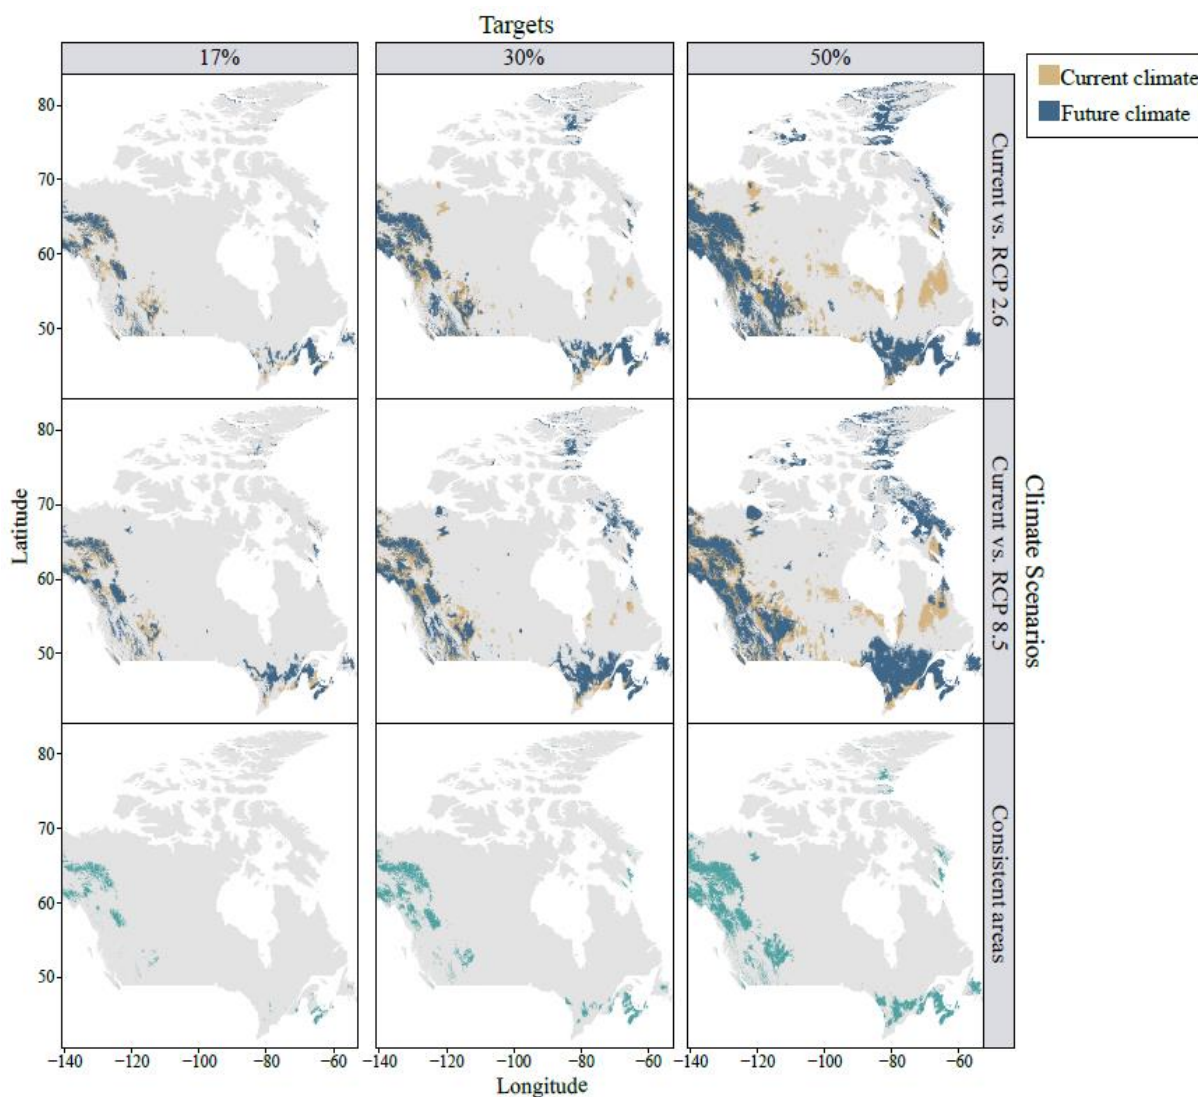 Targets
17%
30%
50%
Current climate
Future climate
80
70
60
50
Current vs. RCP 2.6
80
70
60
50
Current vs. RCP 8.5
80
70
60
50
Consistent areas
Latitude
Climate Scenarios
−140 −120 −100 −80 −60
−140 −120 −100 −80 −60
−140 −120 −100 −80 −60
Longitude